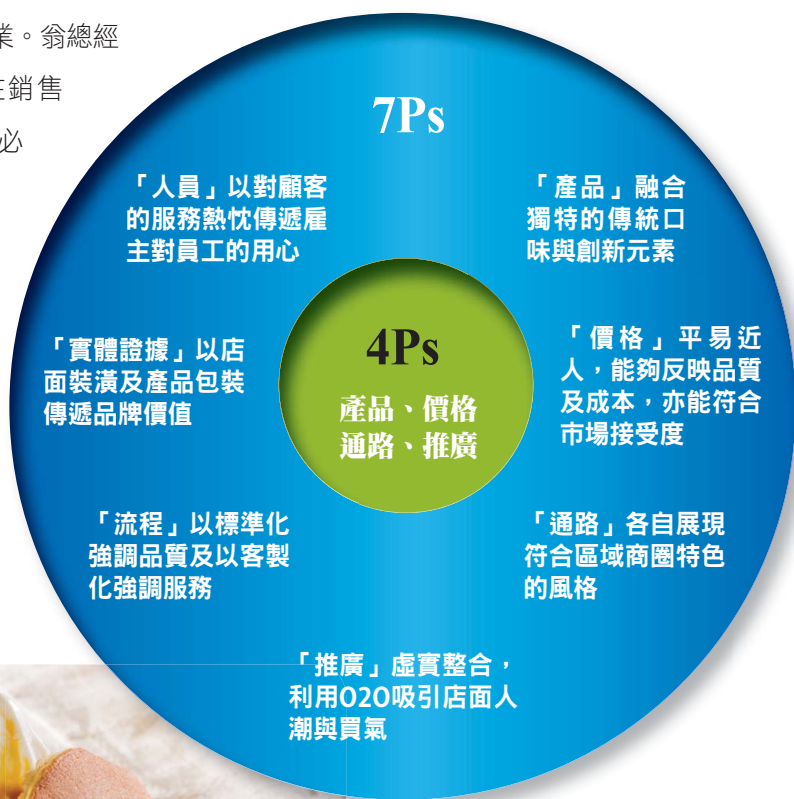 業。翁總經
在銷售
必
7Ps
「人員」以對顧客
的服務熱忱傳遞雇
主對員工的用心
「產品」融合
獨特的傳統口
味與創新元素
「實體證據」以店
面裝潢及產品包裝
傳遞品牌價值
4Ps
產品、價格
通路、推廣
「價格」平易近
人，能夠反映品質
及成本，亦能符合
市場接受度
「流程」以標準化
強調品質及以客製
化強調服務
「通路」各自展現
符合區域商圈特色
的風格
「推廣」虛實整合，
利用O2O吸引店面人
潮與買氣